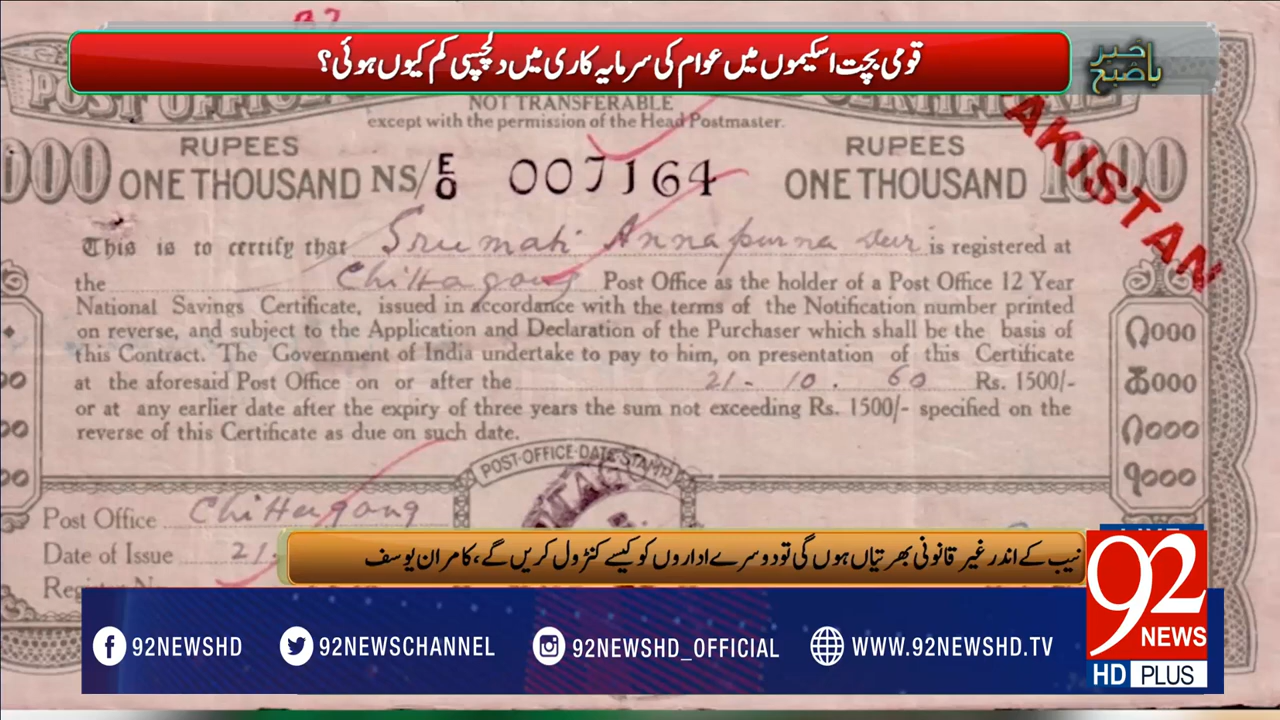 قومی بچت اسکیموں میں عوام کی سرمایہ کاری میں دلچسپی کم کیوں ہوئی؟
باخبر
صبح
POST OFFICE
NOT TRANSFERABLE
except with the permission of the Head Postmaster.
RUPEES
RUPEES
000 ONE THOUSAND NS/EO 007164 ONE THOUSAND 1000
AKISTAN
This is to certify that Srimati Annapurna is registered at
the Chittagong Post Office as the holder of a Post Office 12 Year
National Savings Certificate, issued in accordance with the terms of the Notification number printed
on reverse, and subject to the Application and Declaration of the Purchaser which shall be the basis of
this Contract. The Government of India undertake to pay to him, on presentation of this Certificate
at the aforesaid Post Office on or after the 21-10.60 Rs. 1500/-
or at any earlier date after the expiry of three years the sum not exceeding Rs. 1500/- specified on the
reverse of this Certificate as due on such date.
POST-OFFICE-DATE STAMP
Post Office Chittagong
Date of Issue 21.
نیب کے اندر غیر قانونی بھرتیاں ہوں گی تو دوسرے اداروں کو کیسے کنٹرول کریں گے، کامران یوسف
92
NEWS
HD PLUS
92NEWSHD 92NEWSCHANNEL 92NEWSHD_OFFICIAL WWW.92NEWSHD.TV